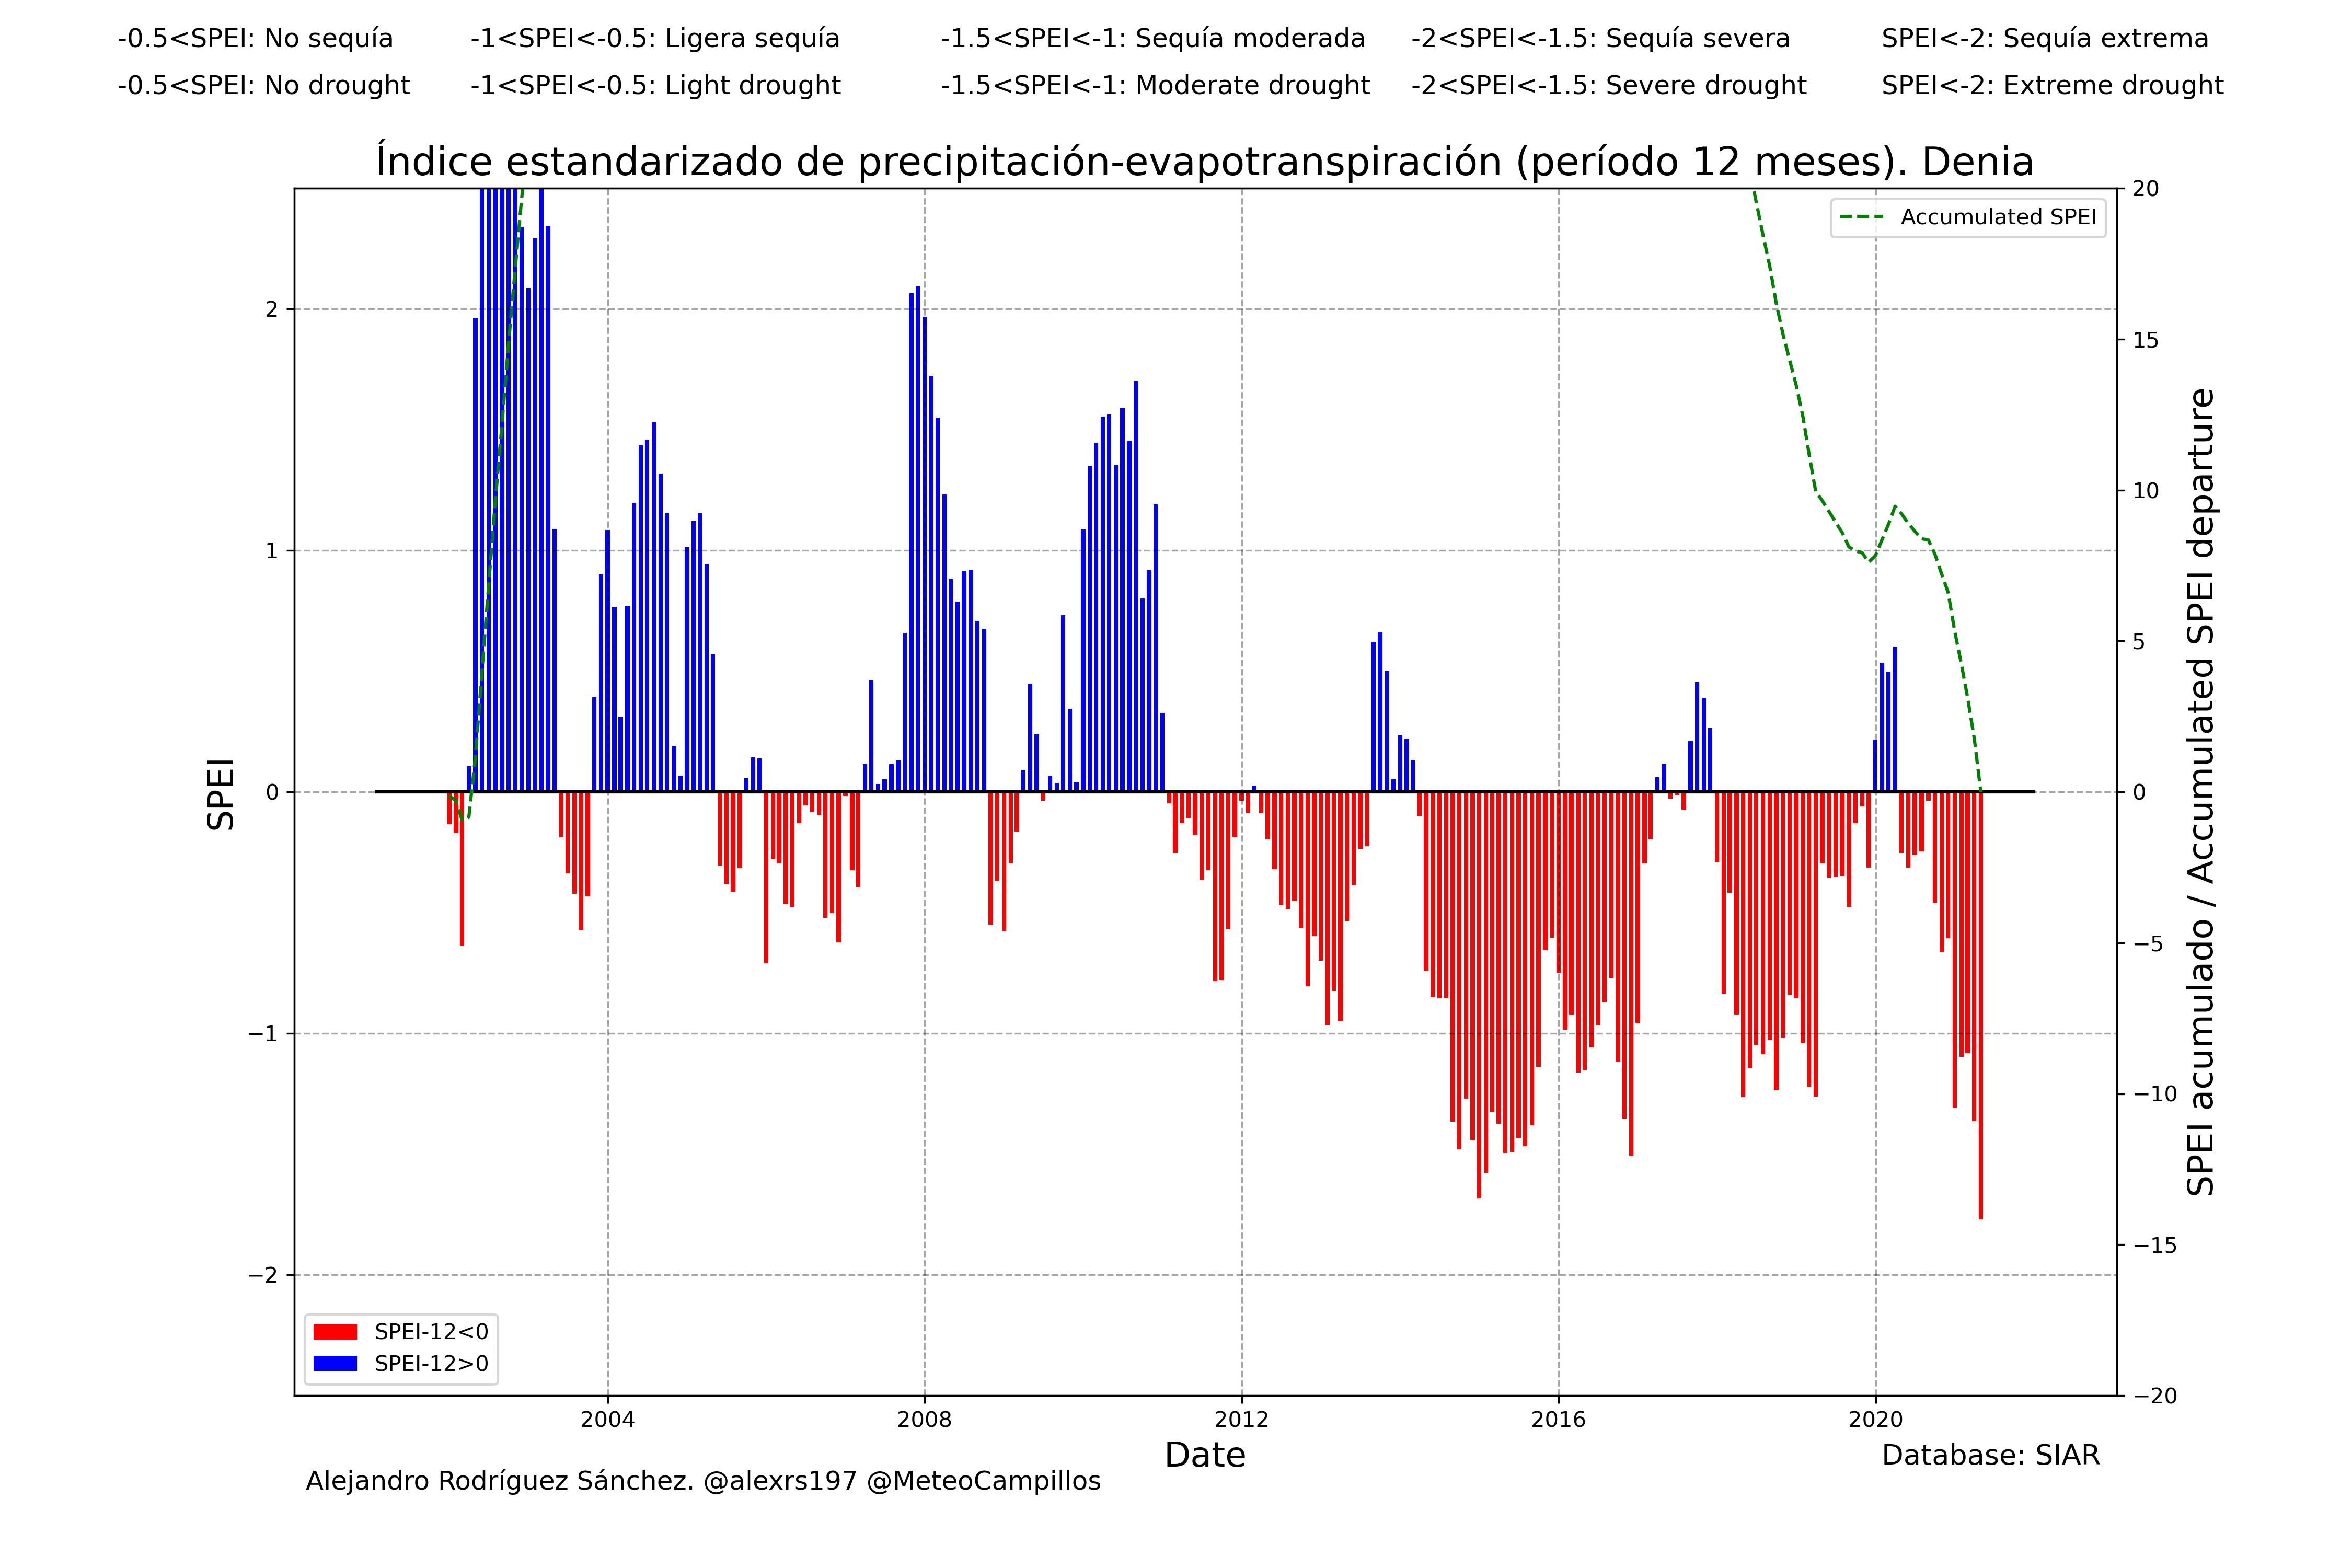 -0.5<SPEI: No sequía -1<SPEI<-0.5: Ligera sequía -1.5<SPEI<-1: Sequía moderada -2<SPEI<-1.5: Sequía severa SPEI<-2: Sequía extrema
-0.5<SPEI: No drought -1<SPEI<-0.5: Light drought -1.5<SPEI<-1: Moderate drought -2<SPEI<-1.5: Severe drought SPEI<-2: Extreme drought
Índice estandarizado de precipitación-evapotranspiración (período 12 meses). Denia
Accumulated SPEI
SPEI
2
1
0
−1
−2
20
15
10
5
0
−5
−10
−15
−20
SPEI acumulado / Accumulated SPEI departure
SPEI-12<0
SPEI-12>0
2004 2008 2012 2016 2020
Date
Database: SIAR
Alejandro Rodríguez Sánchez. @alexrs197 @MeteoCampillos